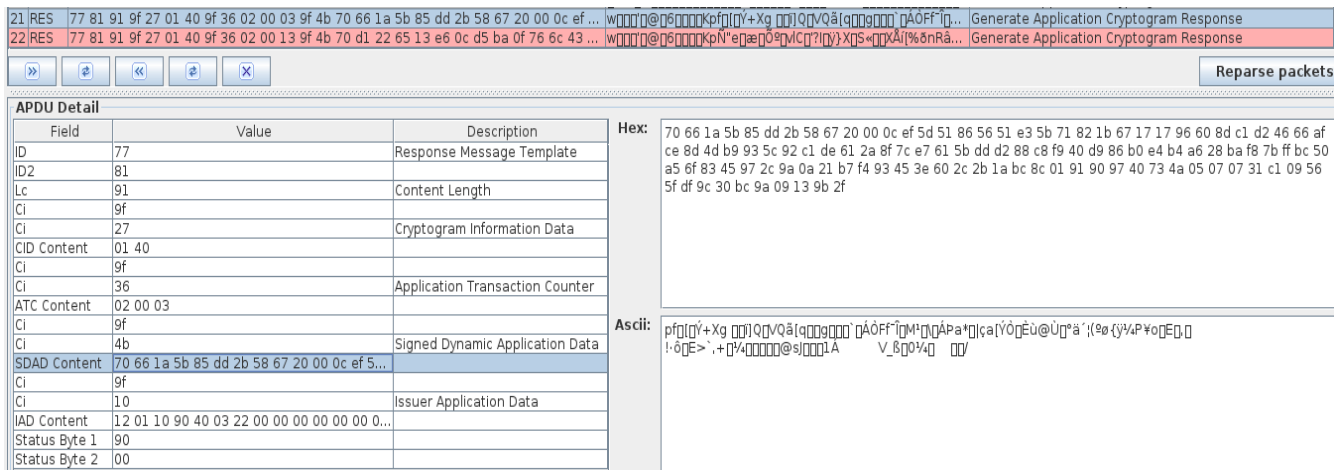 21 RES 77 81 91 9f 27 01 40 9f 36 02 00 03 9f 4b 70 66 1a 5b 85 dd 2b 58 67 20 00 0c ef ... Generate Application Cryptogram Response
22 RES 77 81 91 9f 27 01 40 9f 36 02 00 13 9f 4b 70 d1 22 65 13 e6 0c d5 ba 0f 76 6c 43 ... Generate Application Cryptogram Response
Reparse packets
APDU Detail
Field Value Description
ID 77 Response Message Template
ID2 81
Lc 91 Content Length
Ci 9f
Ci 27 Cryptogram Information Data
CID Content 01 40
Ci 9f
Ci 36 Application Transaction Counter
ATC Content 02 00 03
Ci 9f
Ci 4b Signed Dynamic Application Data
SDAD Content 70 66 1a 5b 85 dd 2b 58 67 20 00 0c ef 5...
Ci 9f
Ci 10 Issuer Application Data
IAD Content 12 01 10 90 40 03 22 00 00 00 00 00 00 0...
Status Byte 1 90
Status Byte 2 00
Hex:
70 66 1a 5b 85 dd 2b 58 67 20 00 0c ef 5d 51 86 56 51 e3 5b 71 82 1b 67 17 17 96 60 8d c1 d2 46 66 af
ce 8d 4d b9 93 5c 92 c1 de 61 2a 8f 7c e7 61 5b dd d2 88 c8 f9 40 d9 86 b0 e4 b4 a6 28 ba f8 7b ff bc 50
a5 6f 83 45 97 2c 9a 0a 21 b7 f4 93 45 3e 60 2c 2b 1a bc 8c 01 91 90 97 40 73 4a 05 07 07 31 c1 09 56
5f df 9c 30 bc 9a 09 13 9b 2f
Ascii: